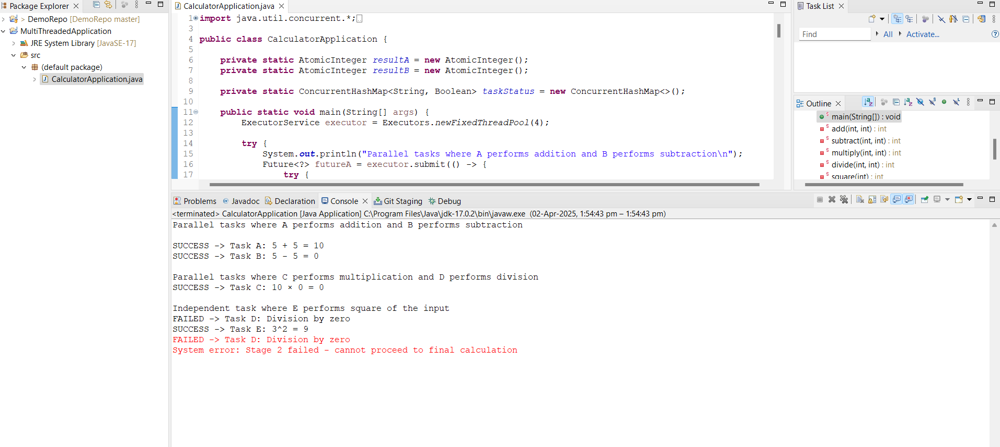 Package Explorer
> DemoRepo [DemoRepo master]
MultiThreadedApplication
JRE System Library [JavaSE-17]
src
(default package)
CalculatorApplication.java
CalculatorApplication.java
1 import java.util.concurrent.*;
3
4 public class CalculatorApplication {
5
6 private static AtomicInteger resultA = new AtomicInteger();
7 private static AtomicInteger resultB = new AtomicInteger();
8
9 private static ConcurrentHashMap<String, Boolean> taskStatus = new ConcurrentHashMap<>();
10
11 public static void main(String[] args) {
12 ExecutorService executor = Executors.newFixedThreadPool(4);
13
14 try {
15 System.out.println("Parallel tasks where A performs addition and B performs subtraction\n");
16 Future<?> futureA = executor.submit(() -> {
17 try {
Task List
Find
All
Activate...
Outline
main(String[]) : void
add(int, int) : int
subtract(int, int) : int
multiply(int, int) : int
divide(int, int) : int
square(int) : int
Problems @ Javadoc Declaration Console Git Staging Debug
<terminated> CalculatorApplication [Java Application] C:\Program Files\Java\jdk-17.0.2\bin\javaw.exe (02-Apr-2025, 1:54:43 pm – 1:54:43 pm)
Parallel tasks where A performs addition and B performs subtraction
SUCCESS -> Task A: 5 + 5 = 10
SUCCESS -> Task B: 5 - 5 = 0
Parallel tasks where C performs multiplication and D performs division
SUCCESS -> Task C: 10 × 0 = 0
Independent task where E performs square of the input
FAILED -> Task D: Division by zero
SUCCESS -> Task E: 3^2 = 9
FAILED -> Task D: Division by zero
System error: Stage 2 failed - cannot proceed to final calculation